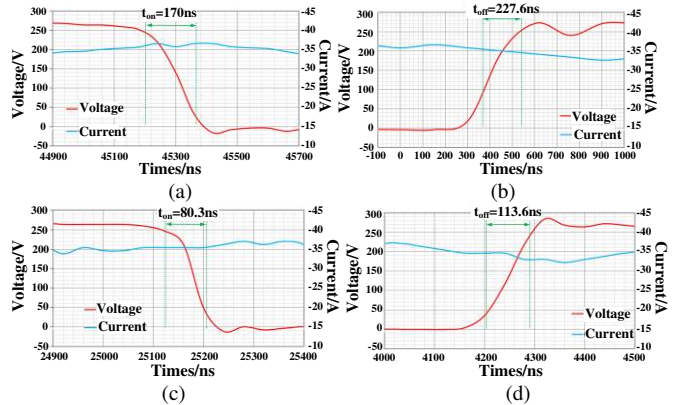 t_on=170ns
300
250
200
150
100
50
0
-50
Voltage/V
-45
-40
-35
-30
-25
-20
-15
-10
Current/A
Voltage
Current
44900 45100 45300 45500 45700
Times/ns
(a)
t_off=227.6ns
300
250
200
150
100
50
0
-50
Voltage/V
-45
-40
-35
-30
-25
-20
-15
-10
Current/A
Voltage
Current
-100 0 100 200 300 400 500 600 700 800 900 1000
Times/ns
(b)
t_on=80.3ns
300
250
200
150
100
50
0
-50
Voltage/V
-45
-40
-35
-30
-25
-20
-15
-10
Current/A
Voltage
Current
24900 25000 25100 25200 25300 25400
Times/ns
(c)
t_off=113.6ns
300
250
200
150
100
50
0
-50
Voltage/V
-45
-40
-35
-30
-25
-20
-15
-10
Current/A
Voltage
Current
4000 4100 4200 4300 4400 4500
Times/ns
(d)